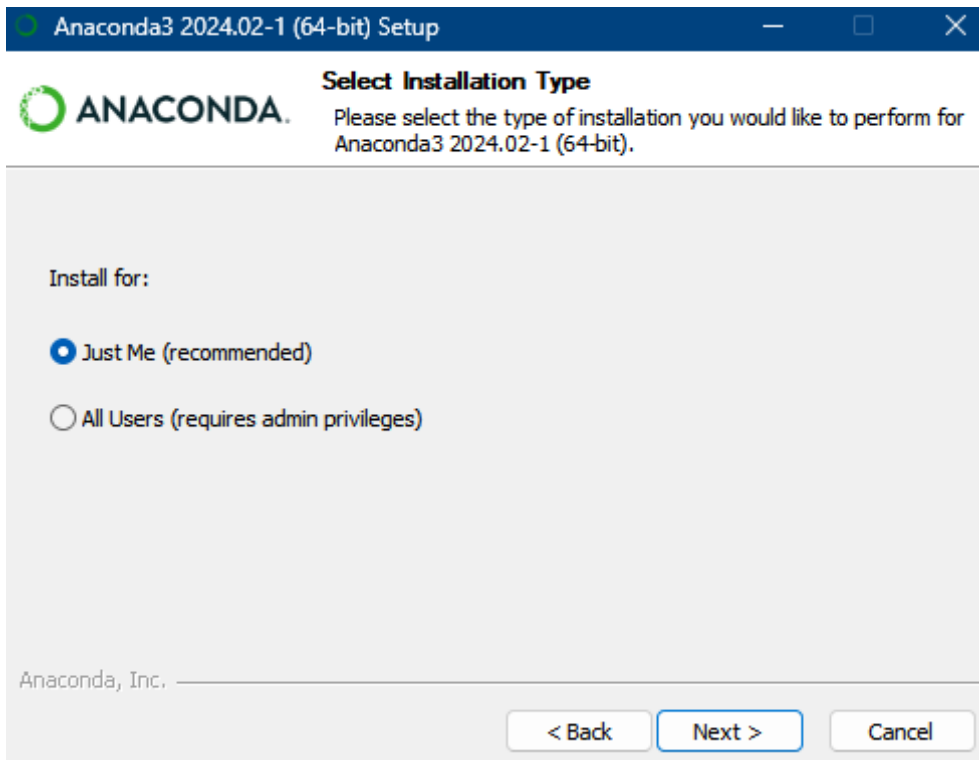 Anaconda3 2024.02-1 (64-bit) Setup
ANACONDA.
Select Installation Type
Please select the type of installation you would like to perform for
Anaconda3 2024.02-1 (64-bit).
Install for:
Just Me (recommended)
All Users (requires admin privileges)
Anaconda, Inc.
< Back
Next >
Cancel